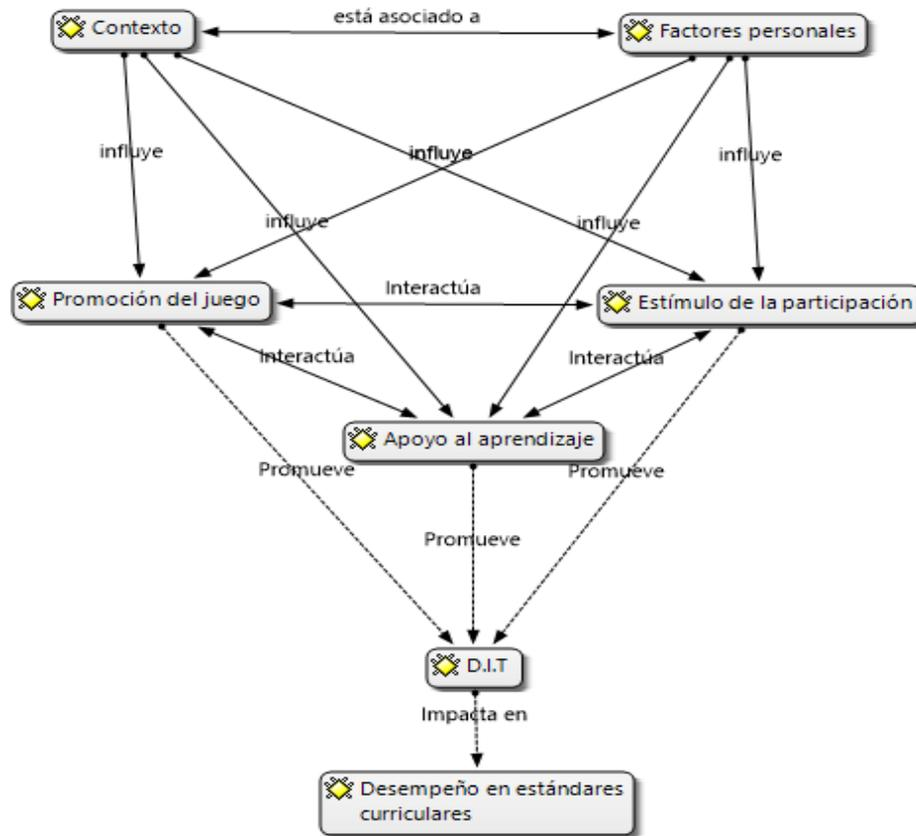 está asociado a
Contexto
Factores personales
influye
influye
influye
influye
influye
Promoción del juego
Interactúa
Estímulo de la participación
Interactúa
Interactúa
Apoyo al aprendizaje
Promueve
Promueve
Promueve
D.I.T
Impacta en
Desempeño en estándares
curriculares